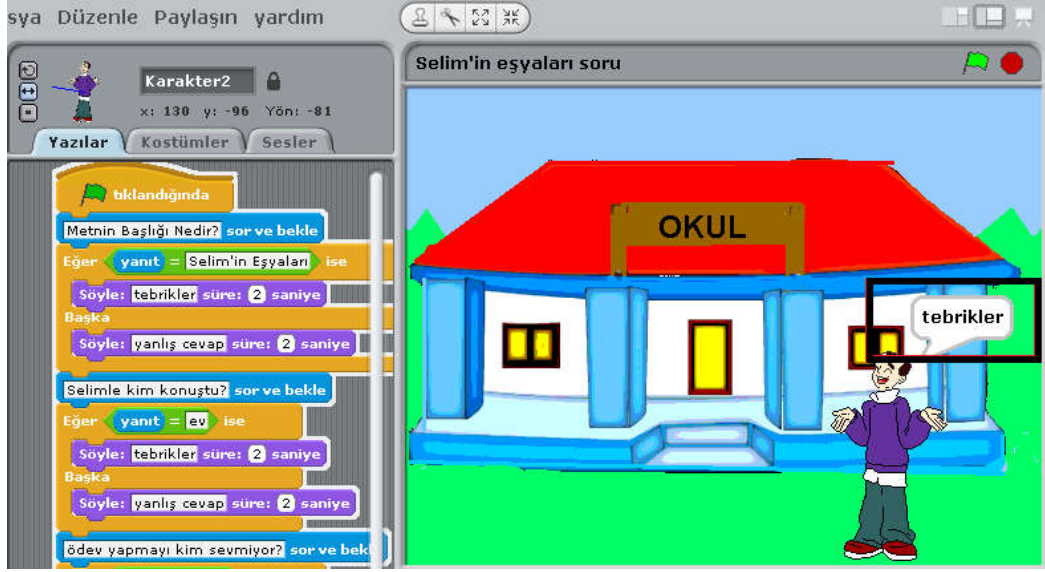 sya Düzenle Paylaşın yardım
Karakter2
x: 130 y: -96 Yön: -81
Yazılar Kostümler Sesler
tıklandığında
Metnin Başlığı Nedir? sor ve bekle
Eğer yanıt = Selim'in Eşyaları ise
Söyle: tebrikler süre: 2 saniye
Başka
Söyle: yanlış cevap süre: 2 saniye
Selimle kim konuştu? sor ve bekle
Eğer yanıt = ev ise
Söyle: tebrikler süre: 2 saniye
Başka
Söyle: yanlış cevap süre: 2 saniye
ödev yapmayı kim sevmiyor? sor ve bek
Selim'in eşyaları soru
OKUL
tebrikler